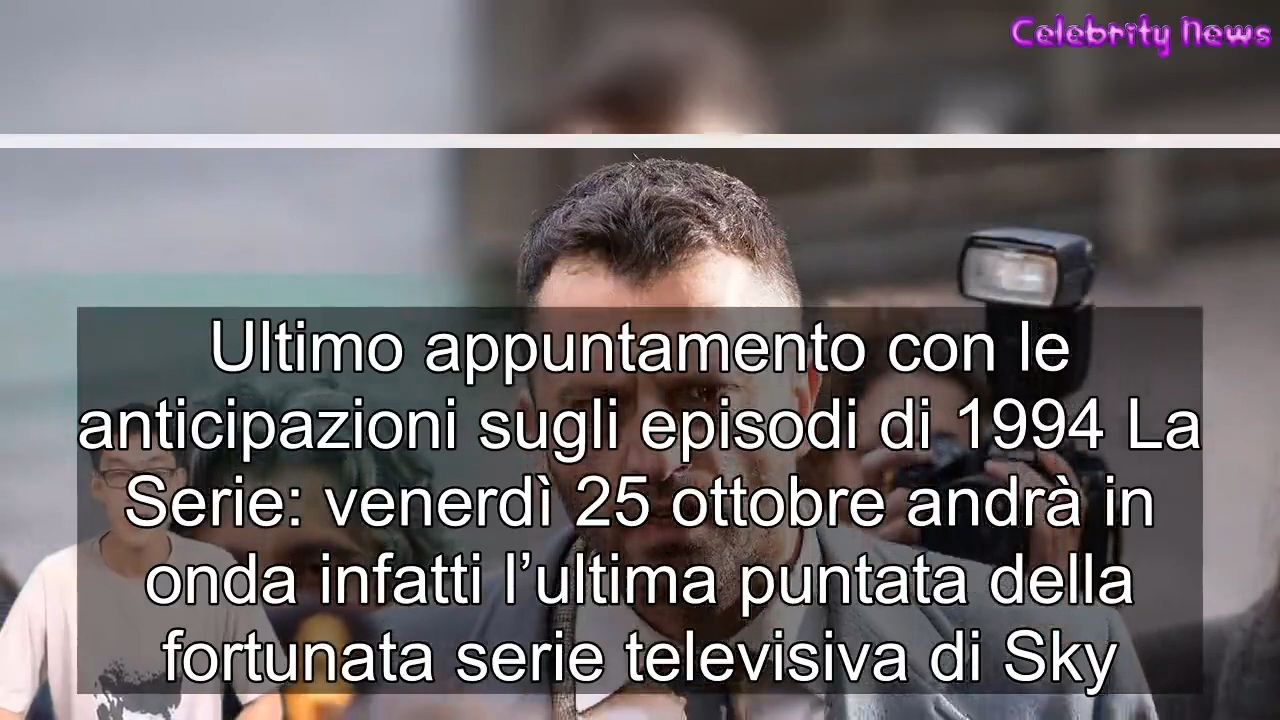 Celebrity News
Ultimo appuntamento con le
anticipazioni sugli episodi di 1994 La
Serie: venerdì 25 ottobre andrà in
onda infatti l’ultima puntata della
fortunata serie televisiva di Sky